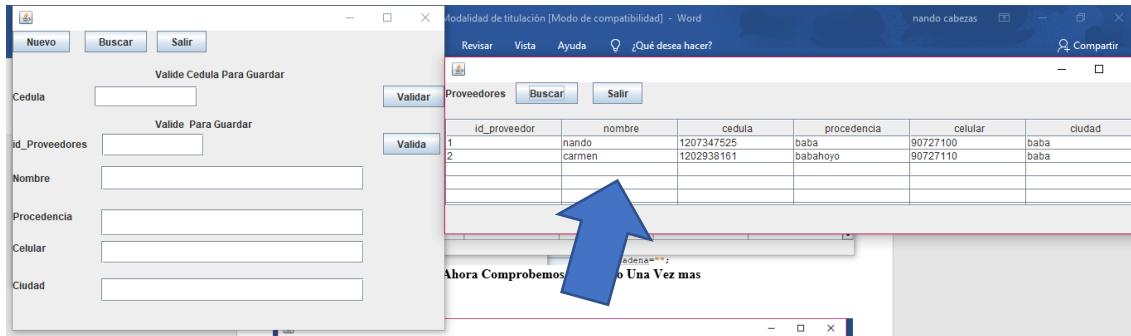 Modalidad de titulación [Modo de compatibilidad] - Word
nando cabezas
Revisar Vista Ayuda ¿Qué desea hacer?
Compartir
Nuevo Buscar Salir
Valide Cedula Para Guardar
Cedula Validar
Valide Para Guardar
id_Proveedores Valida
Nombre
Procedencia
Celular
Ciudad
Proveedores Buscar Salir
id_proveedor nombre cedula procedencia celular ciudad
1 nando 1207347525 baba 90727100 baba
2 carmen 1202938161 babahoyo 90727110 baba
adena="";
Ahora Comprobemos o Una Vez mas